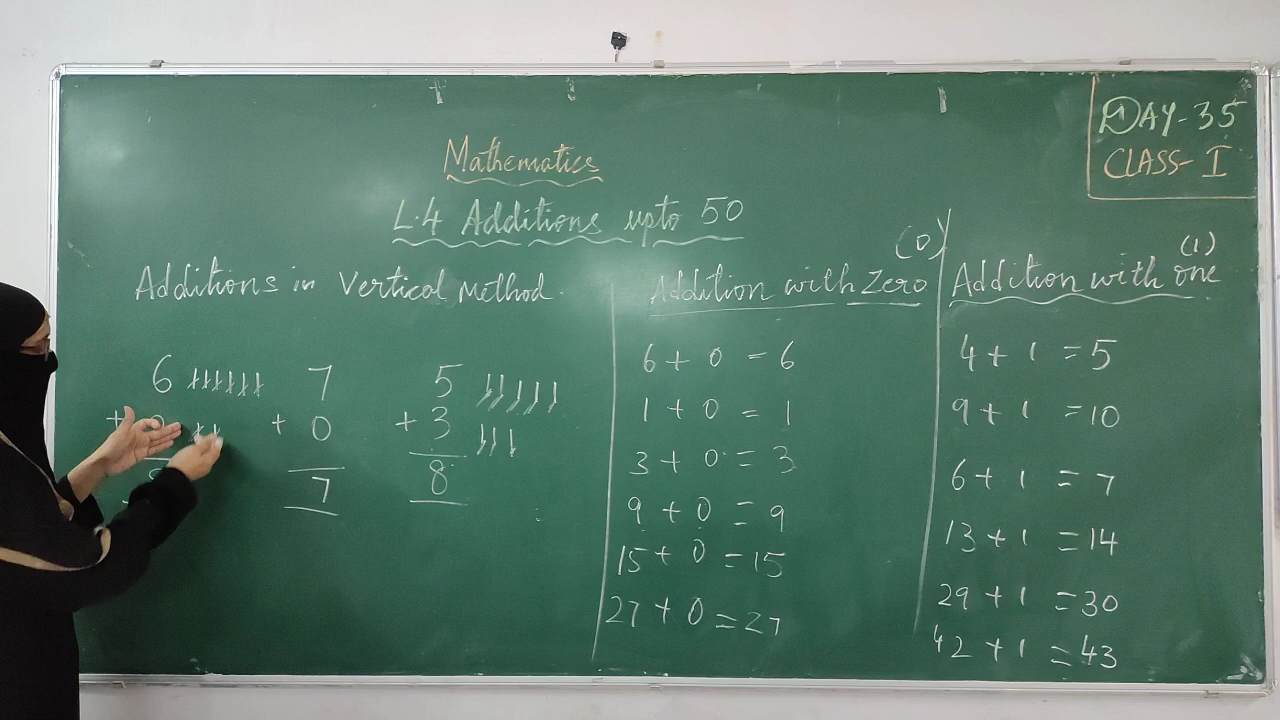 DAY-35
CLASS-I
Mathematics
L.4 Additions upto 50
Additions in Vertical Method.
6
+
7
+ 0
7
5
+ 3
8
(0)
Addition with Zero
6 + 0 = 6
1 + 0 = 1
3 + 0 = 3
9 + 0 = 9
15 + 0 = 15
27 + 0 = 27
(1)
Addition with one
4 + 1 = 5
9 + 1 = 10
6 + 1 = 7
13 + 1 = 14
29 + 1 = 30
42 + 1 = 43